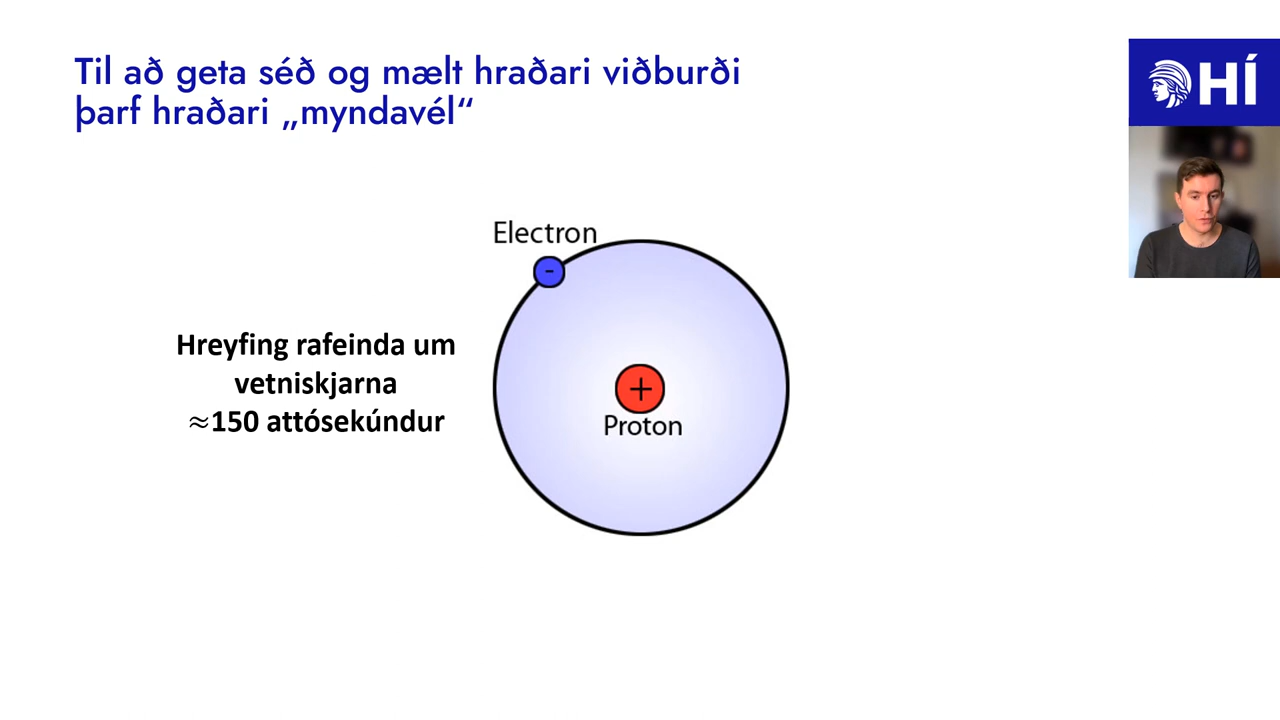 Til að geta séð og mælt hraðari viðburði
þarf hraðari „myndavél“
HÍ
Electron
-
Hreyfing rafeinda um
vetniskjarna
≈150 attósekúndur
+
Proton